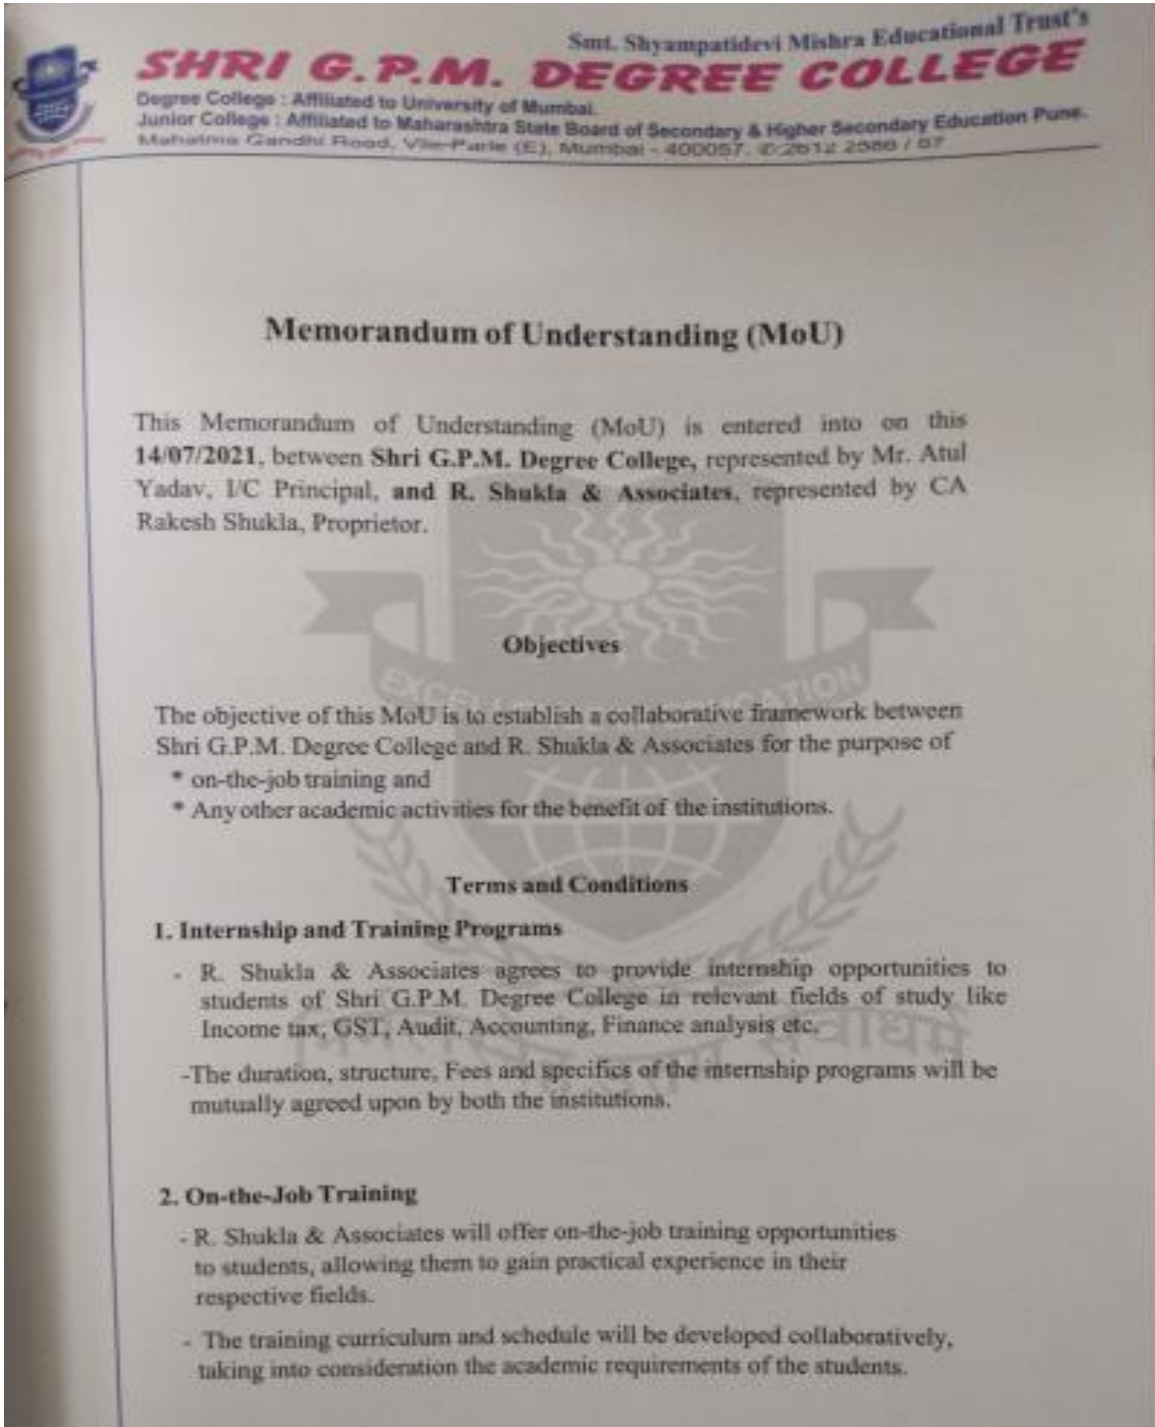 Smt. Shyampatidevi Mishra Educational Trust's
SHRI G.P.M. DEGREE COLLEGE
Degree College : Affiliated to University of Mumbai.
Junior College : Affiliated to Maharashtra State Board of Secondary & Higher Secondary Education Pune.
Mahatma Gandhi Road, Vile-Parle (E), Mumbai - 400057. ✆ 2612 2586 / 87
Memorandum of Understanding (MoU)
This Memorandum of Understanding (MoU) is entered into on this
14/07/2021, between Shri G.P.M. Degree College, represented by Mr. Atul
Yadav, I/C Principal, and R. Shukla & Associates, represented by CA
Rakesh Shukla, Proprietor.
Objectives
EXCELLENCE EDUCATION
The objective of this MoU is to establish a collaborative framework between
Shri G.P.M. Degree College and R. Shukla & Associates for the purpose of
* on-the-job training and
* Any other academic activities for the benefit of the institutions.
Terms and Conditions
1. Internship and Training Programs
- R. Shukla & Associates agrees to provide internship opportunities to
students of Shri G.P.M. Degree College in relevant fields of study like
Income tax, GST, Audit, Accounting, Finance analysis etc.
-The duration, structure, Fees and specifics of the internship programs will be
mutually agreed upon by both the institutions.
2. On-the-Job Training
- R. Shukla & Associates will offer on-the-job training opportunities
to students, allowing them to gain practical experience in their
respective fields.
- The training curriculum and schedule will be developed collaboratively,
taking into consideration the academic requirements of the students.